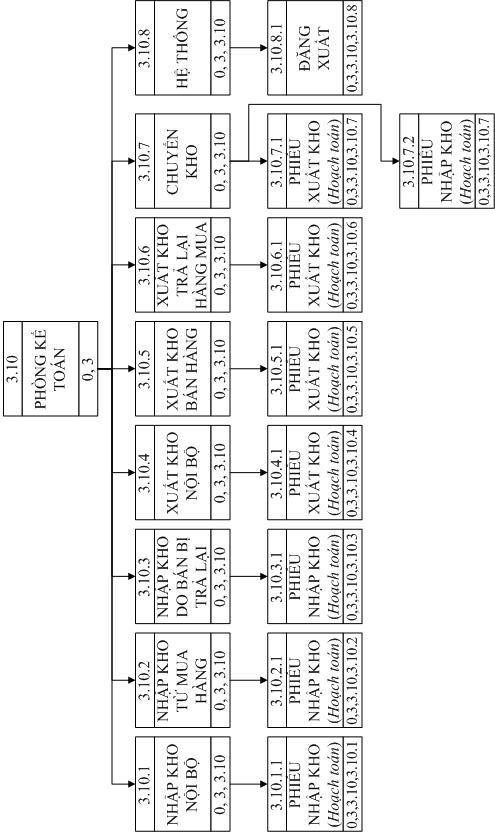 3.10
PHÒNG KẾ
TOÁN
0, 3
3.10.1
NHẬP KHO
NỘI BỘ
0, 3, 3.10
3.10.2
NHẬP KHO
TỪ MUA
HÀNG
0, 3, 3.10
3.10.3
NHẬP KHO
DO BÁN BỊ
TRẢ LẠI
0, 3, 3.10
3.10.4
XUẤT KHO
NỘI BỘ
0, 3, 3.10
3.10.5
XUẤT KHO
BÁN HÀNG
0, 3, 3.10
3.10.6
XUẤT KHO
TRẢ LẠI
HÀNG MUA
0, 3, 3.10
3.10.7
CHUYỂN
KHO
0, 3, 3.10
3.10.8
HỆ THỐNG
0, 3, 3.10
3.10.1.1
PHIẾU
NHẬP KHO
(Hoạch toán)
0,3,3.10,3.10.1
3.10.2.1
PHIẾU
NHẬP KHO
(Hoạch toán)
0,3,3.10,3.10.2
3.10.3.1
PHIẾU
NHẬP KHO
(Hoạch toán)
0,3,3.10,3.10.3
3.10.4.1
PHIẾU
XUẤT KHO
(Hoạch toán)
0,3,3.10,3.10.4
3.10.5.1
PHIẾU
XUẤT KHO
(Hoạch toán)
0,3,3.10,3.10.5
3.10.6.1
PHIẾU
XUẤT KHO
(Hoạch toán)
0,3,3.10,3.10.6
3.10.7.1
PHIẾU
XUẤT KHO
(Hoạch toán)
0,3,3.10,3.10.7
3.10.8.1
ĐĂNG
XUẤT
0,3,3.10,3.10.8
3.10.7.2
PHIẾU
NHẬP KHO
(Hoạch toán)
0,3,3.10,3.10.7